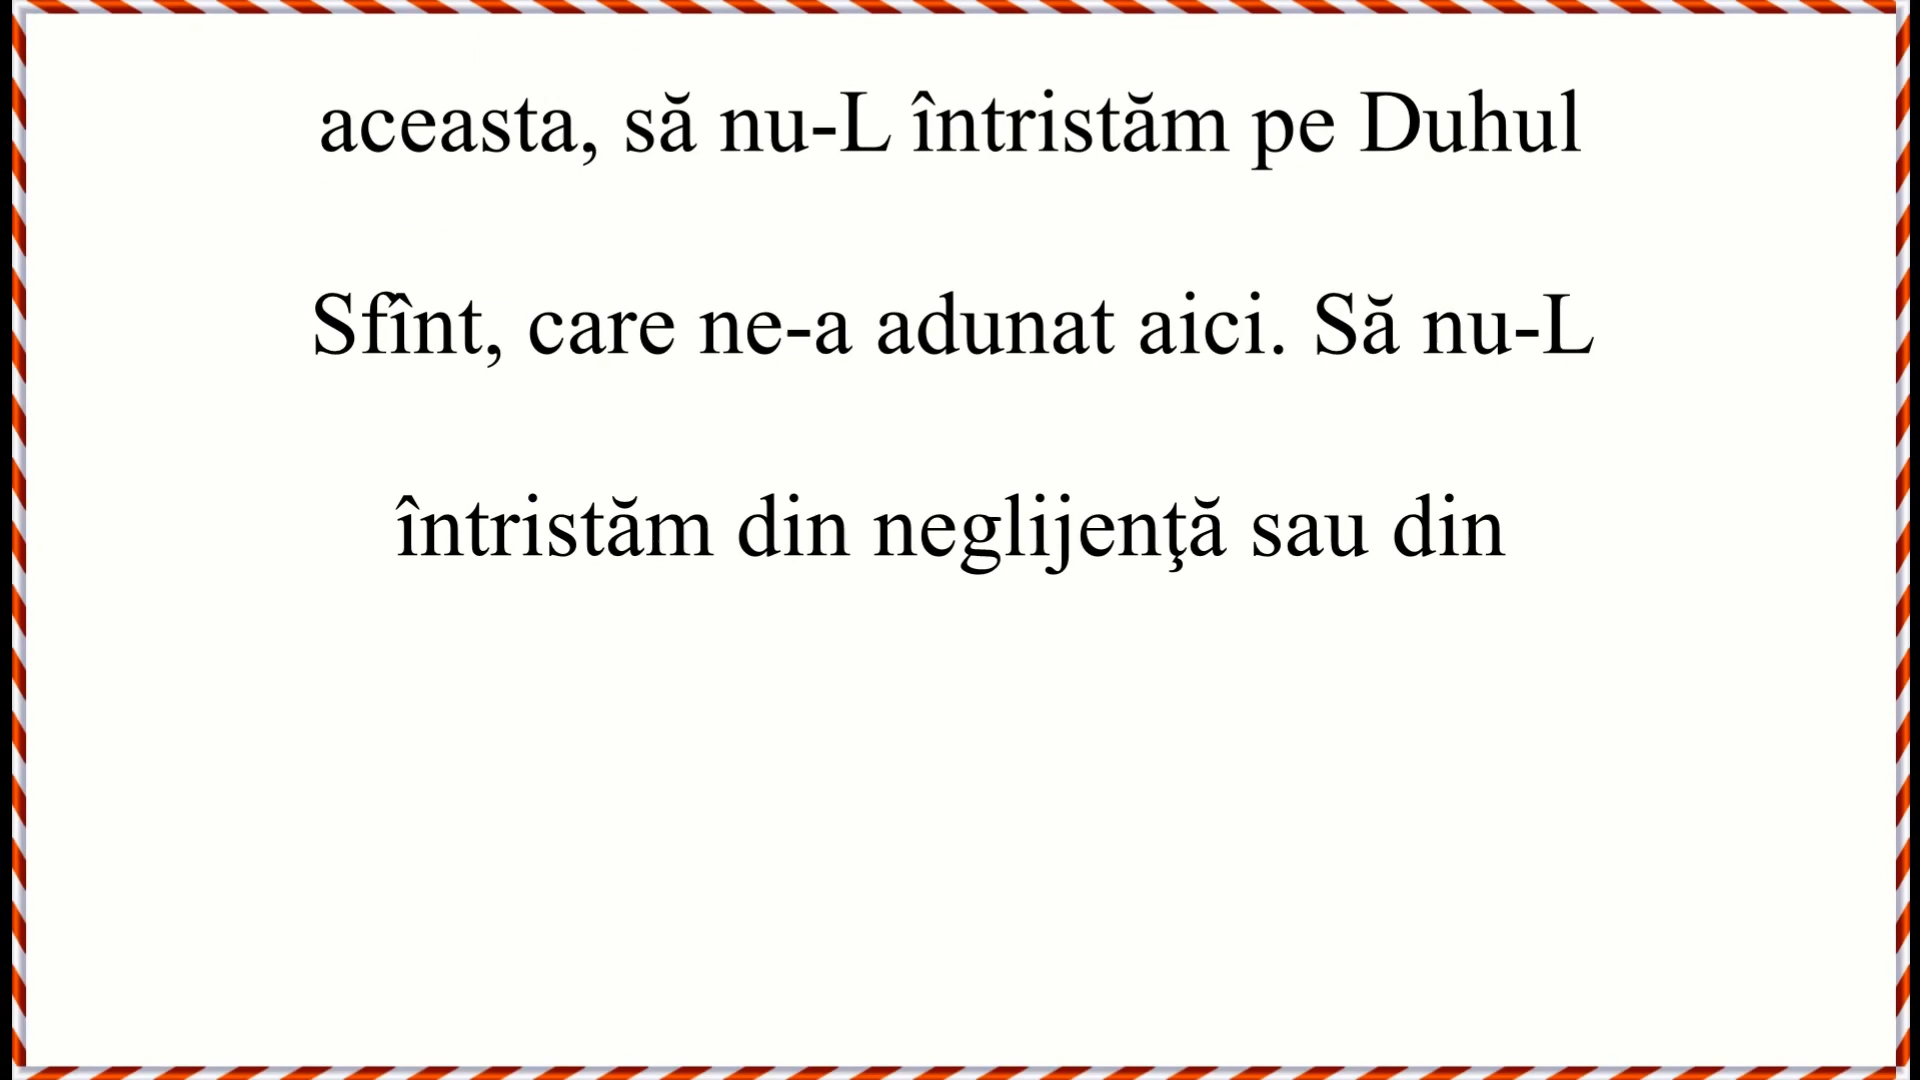 aceasta, să nu-L întristăm pe Duhul
Sfînt, care ne-a adunat aici. Să nu-L
întristăm din neglijenţă sau din